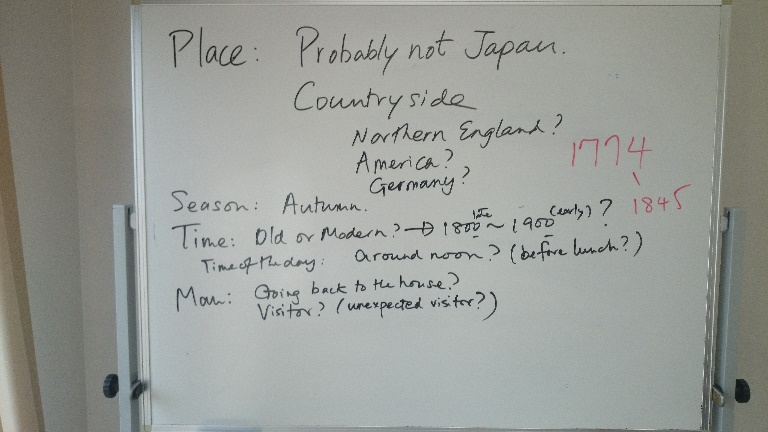 Place: Probably not Japan.
Countryside
Northern England?
America?
Germany?
1774
\
1845
Season: Autumn.
Time: Old or Modern? → 1800 late ~ 1900 (early) ?
Time of the day: around noon? (before lunch?)
Man: Going back to the house?
Visitor? (unexpected visitor?)